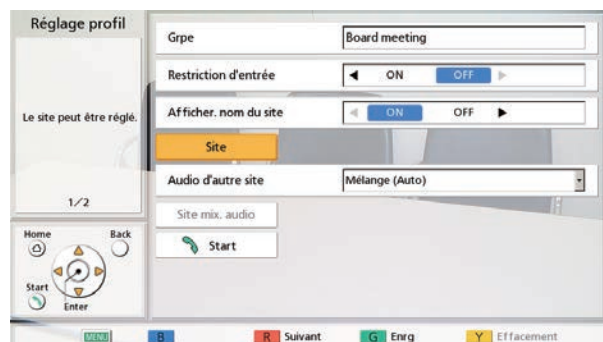 Réglage profil
Le site peut être réglé.
1/2
Home
Back
Start
Enter
Grpe
Board meeting
Restriction d'entrée
ON
OFF
Afficher. nom du site
ON
OFF
Site
Audio d'autre site
Mélange (Auto)
Site mix. audio
Start
MENU
B
R Suivant
G Enrg
Y Effacement